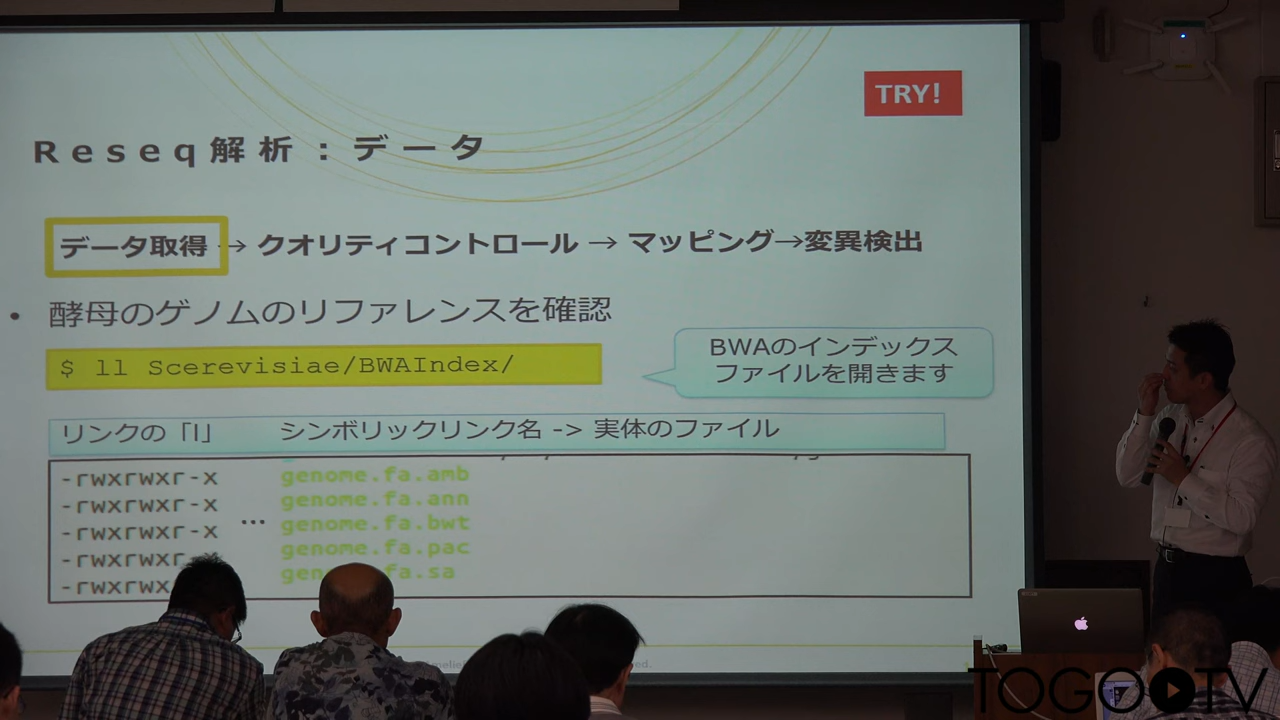 TRY!
Reseq解析：データ
データ取得 → クオリティコントロール → マッピング→変異検出
• 酵母のゲノムのリファレンスを確認
$ ll Scerevisiae/BWAIndex/
BWAのインデックス
ファイルを開きます
リンクの「l」 シンボリックリンク名 -> 実体のファイル
-rwxrwxr-x genome.fa.amb
-rwxrwxr-x genome.fa.ann
-rwxrwxr-x ... genome.fa.bwt
-rwxrwxr- genome.fa.pac
-rwxrwx gen fa.sa
TOGOTV